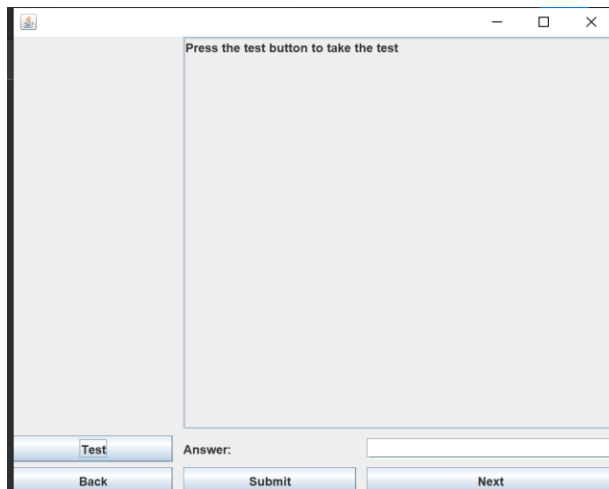 Press the test button to take the test
Test
Answer:
Back
Submit
Next